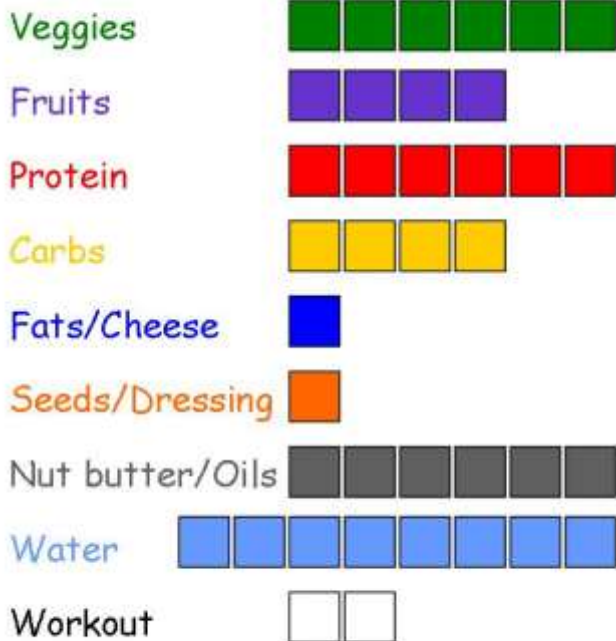 Veggies
Fruits
Protein
Carbs
Fats/Cheese
Seeds/Dressing
Nut butter/Oils
Water
Workout